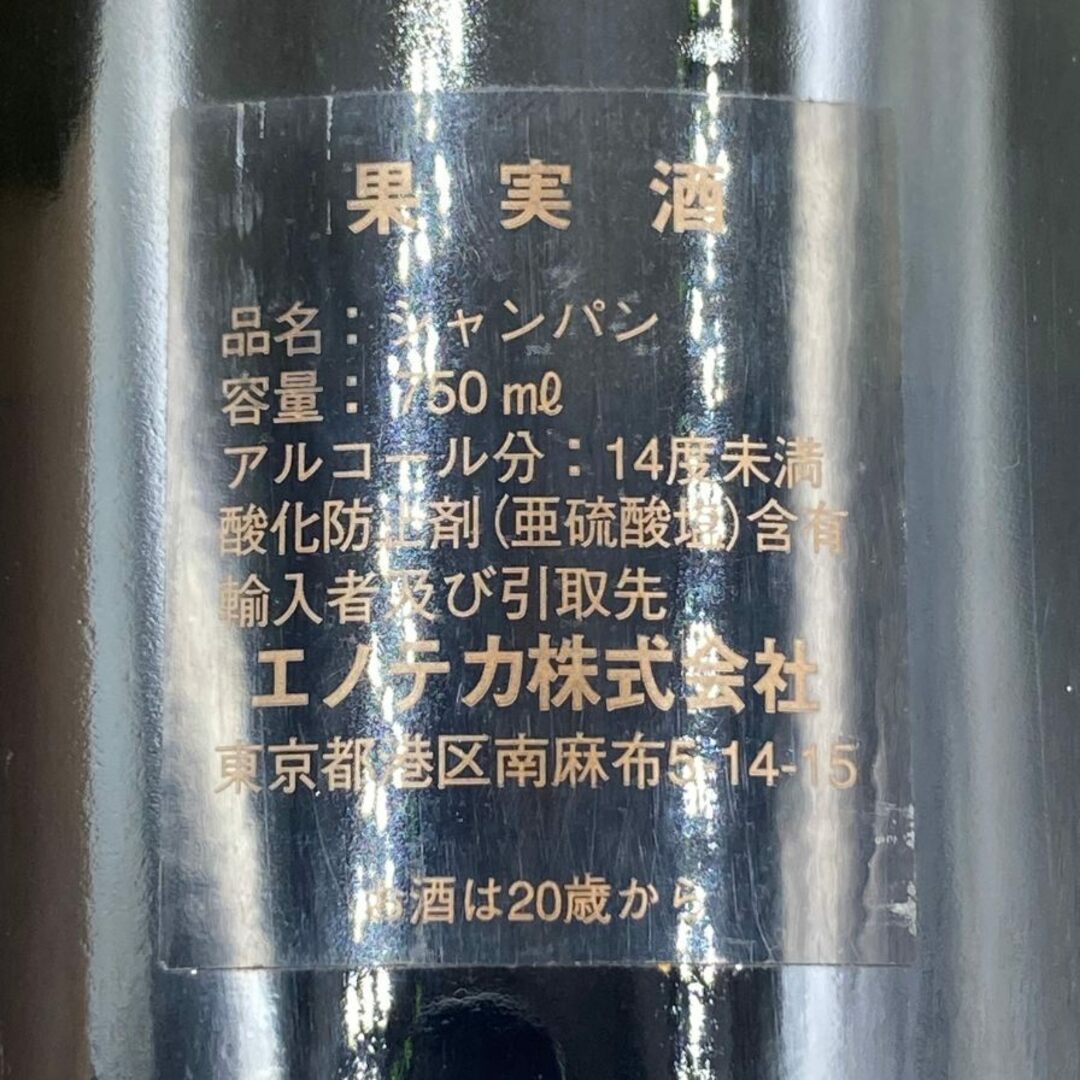 果実酒
品名：シャンパン
容量：750㎖
アルコール分：14度未満
酸化防止剤(亜硫酸塩)含有
輸入者及び引取先
エノテカ株式会社
東京都港区南麻布5-14-15
お酒は20歳から